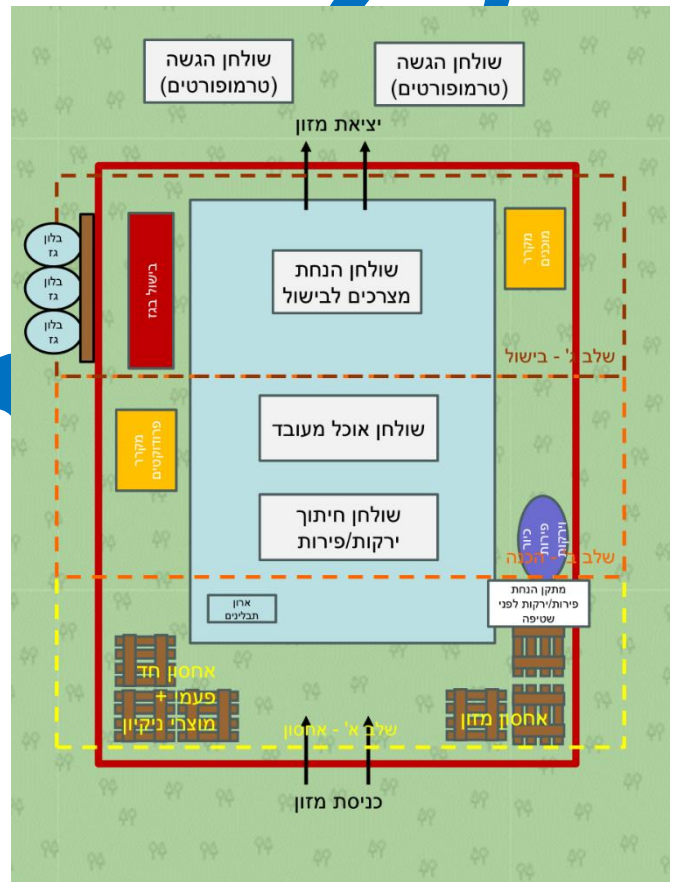 שולחן הגשה
(טרמופורטים)
שולחן הגשה
(טרמופורטים)
יציאת מזון
בלון
גז
בלון
גז
בלון
גז
בישול בגז
שולחן הנחת
מצרכים לבישול
מקרר
מוכנים
שלב ג' - בישול
מקרר
פרודוקטים
שולחן אוכל מעובד
שולחן חיתוך
ירקות/פירות
כיור
פירות
וירקות
שלב ב' - הכנה
מתקן הנחת
פירות/ירקות לפני
שטיפה
ארון
תבלינים
אחסון חד
פעמי +
מוצרי ניקיון
אחסון מזון
שלב א' - אחסון
כניסת מזון